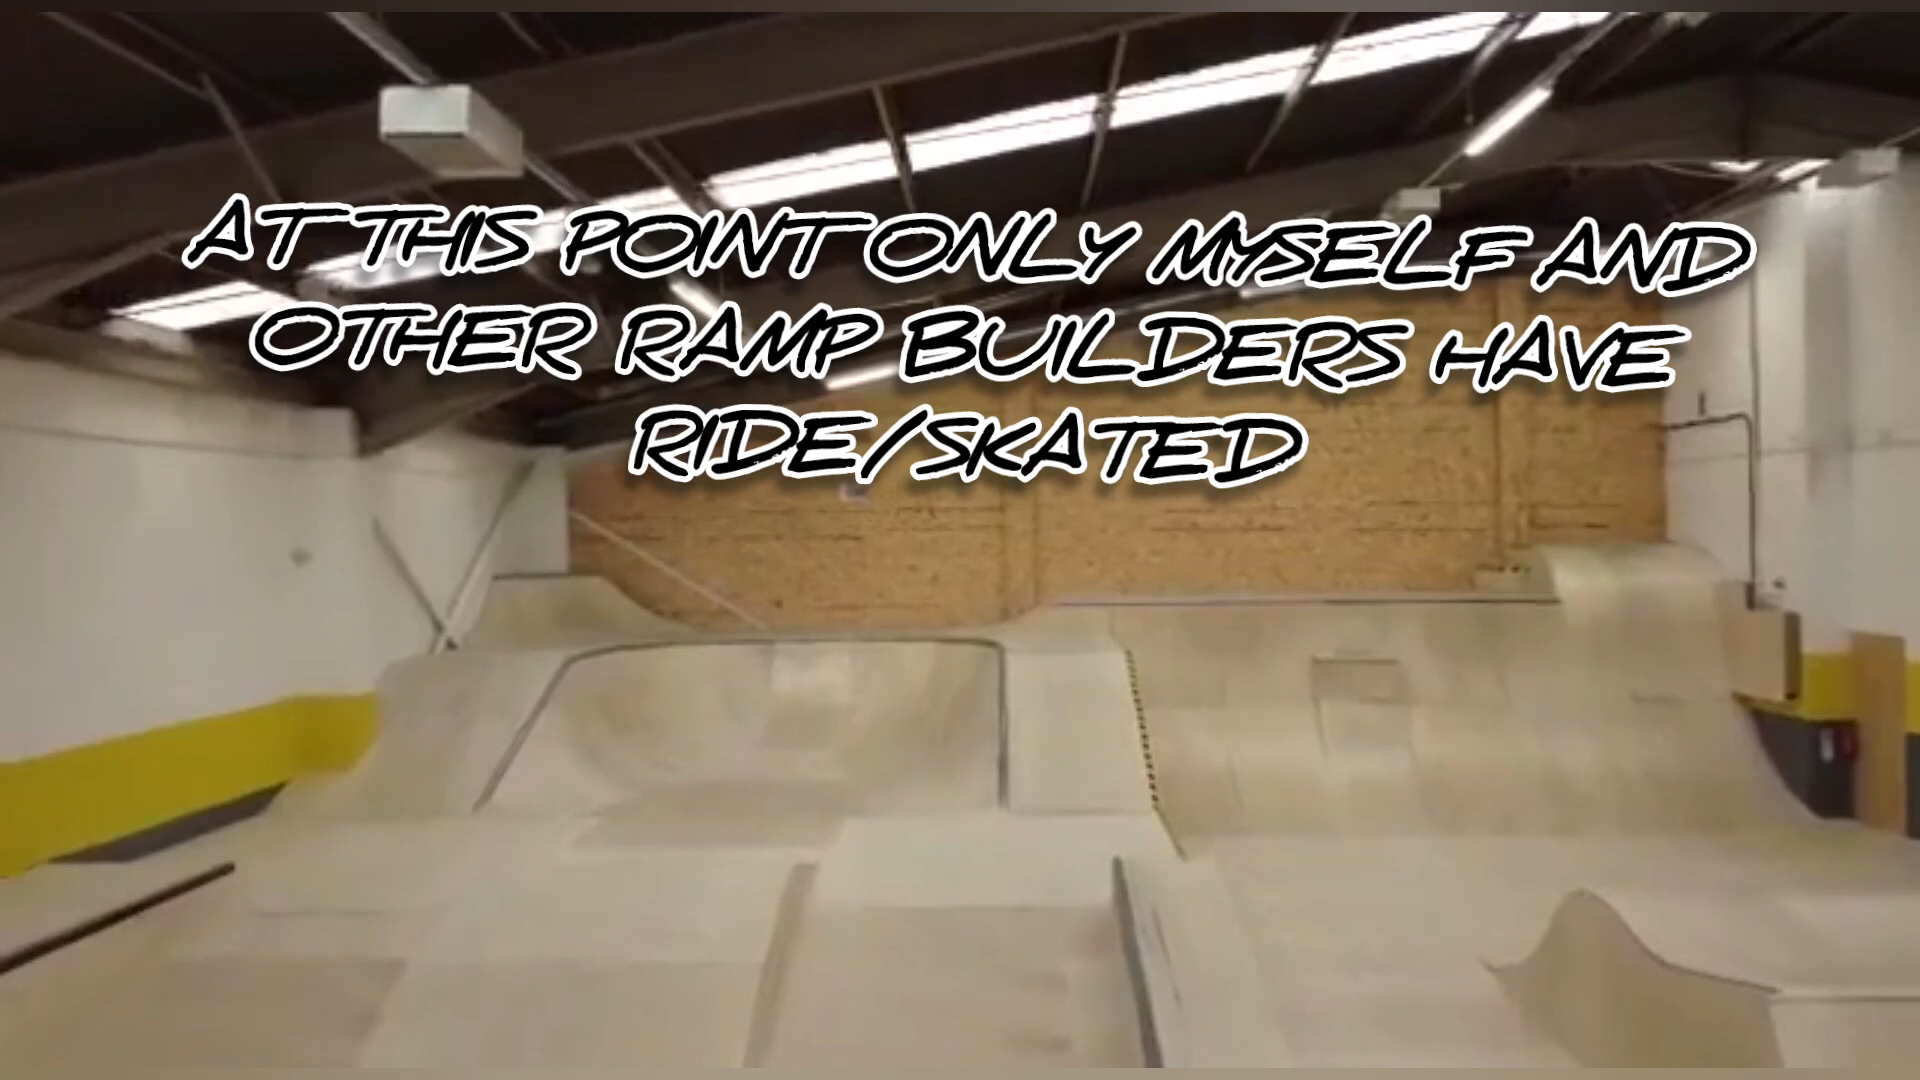 AT THIS POINT ONLY MYSELF AND
OTHER RAMP BUILDERS HAVE
RIDE/SKATED